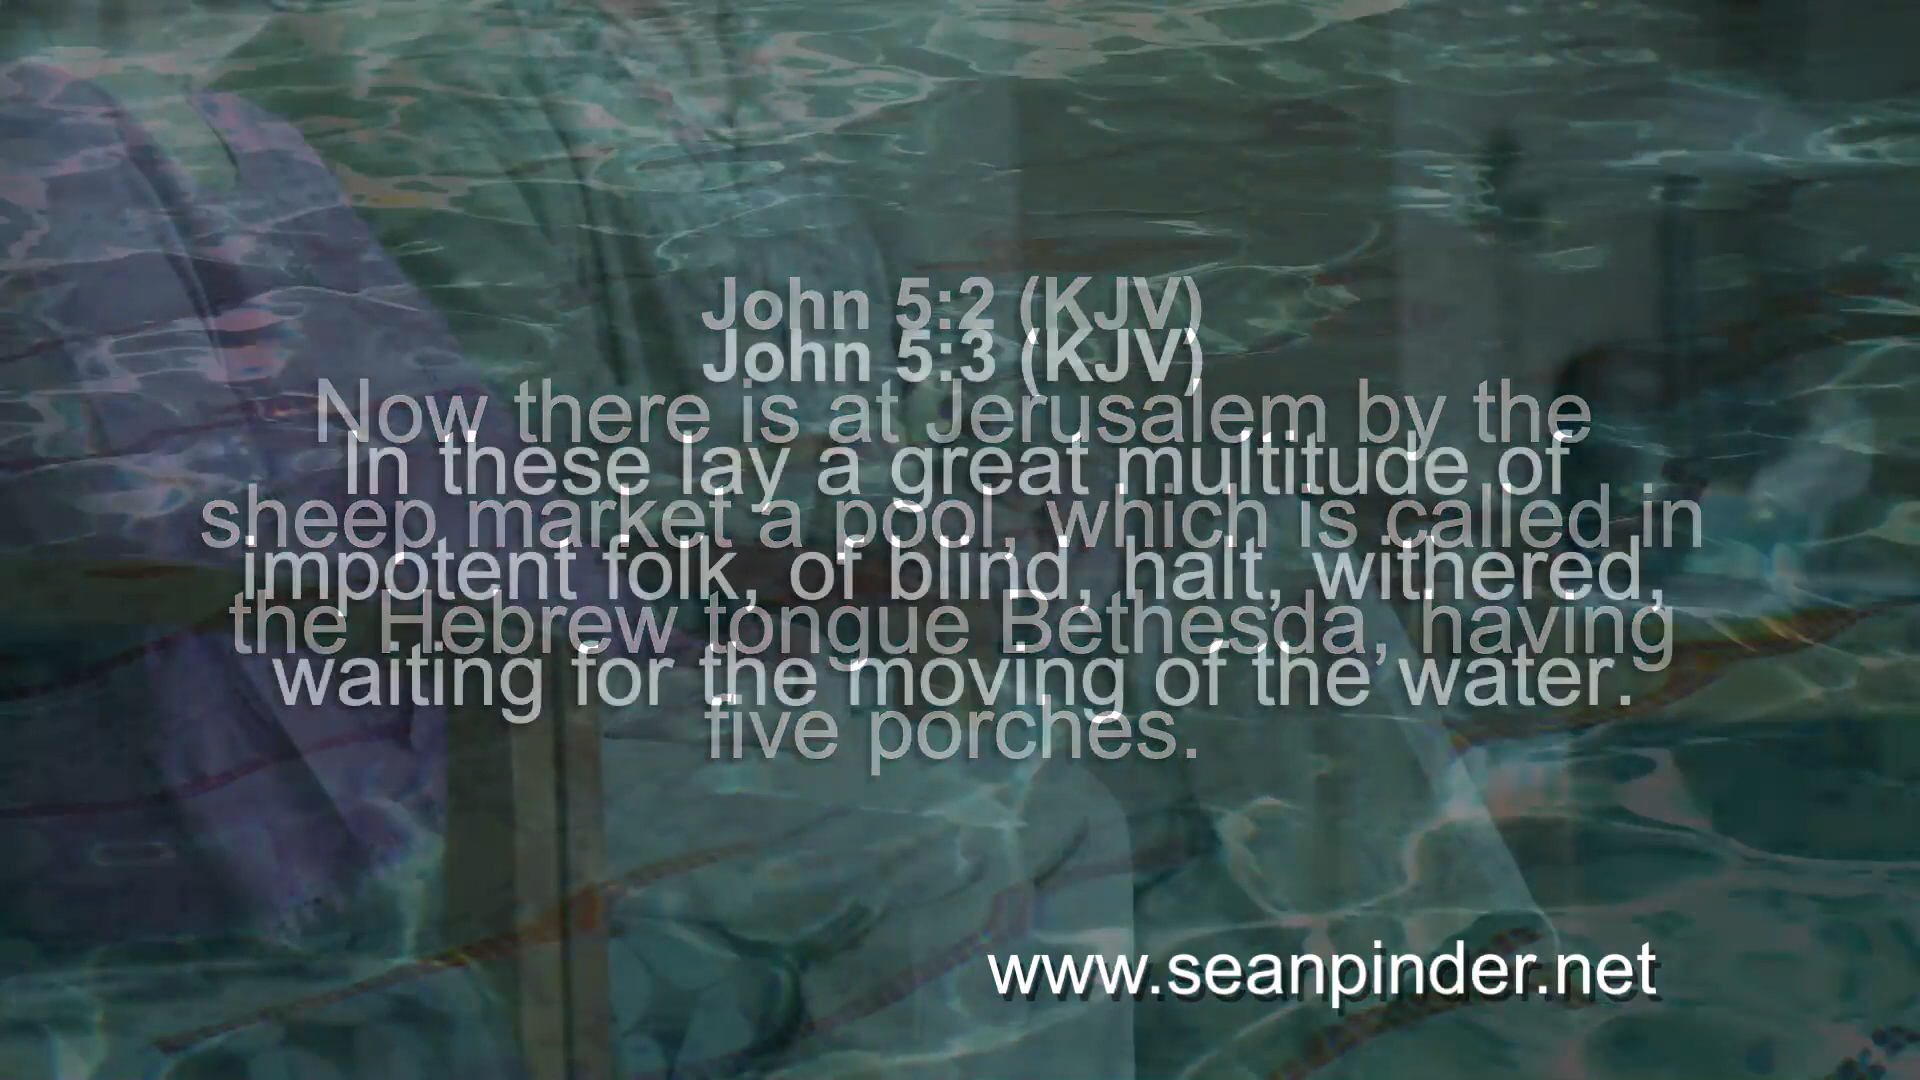 John 5:2 (KJV)
Now there is at Jerusalem by the
sheep market a pool, which is called in
the Hebrew tongue Bethesda, having
five porches.
John 5:3 (KJV)
In these lay a great multitude of
impotent folk, of blind, halt, withered,
waiting for the moving of the water.
www.seanpinder.net